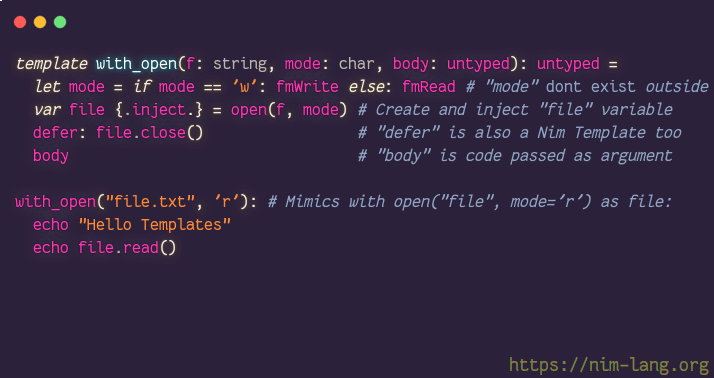 template with_open(f: string, mode: char, body: untyped): untyped =
  let mode = if mode == 'w': fmWrite else: fmRead # "mode" dont exist outside
  var file {.inject.} = open(f, mode) # Create and inject "file" variable
  defer: file.close()                 # "defer" is also a Nim Template too
  body                                # "body" is code passed as argument
with_open("file.txt", 'r'): # Mimics with open("file", mode='r') as file:
  echo "Hello Templates"
  echo file.read()
https://nim-lang.org